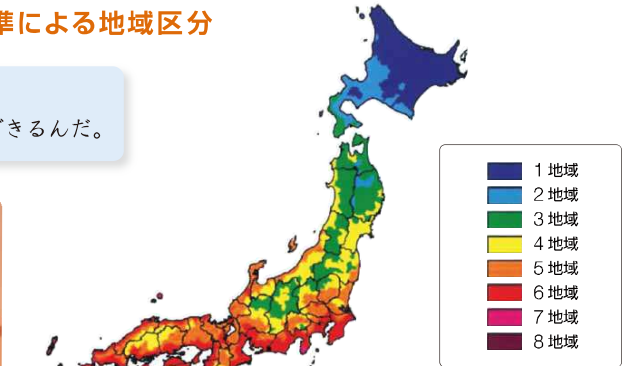 準による地域区分
できるんだ。
1 地域
2 地域
3 地域
4 地域
5 地域
6 地域
7 地域
8 地域